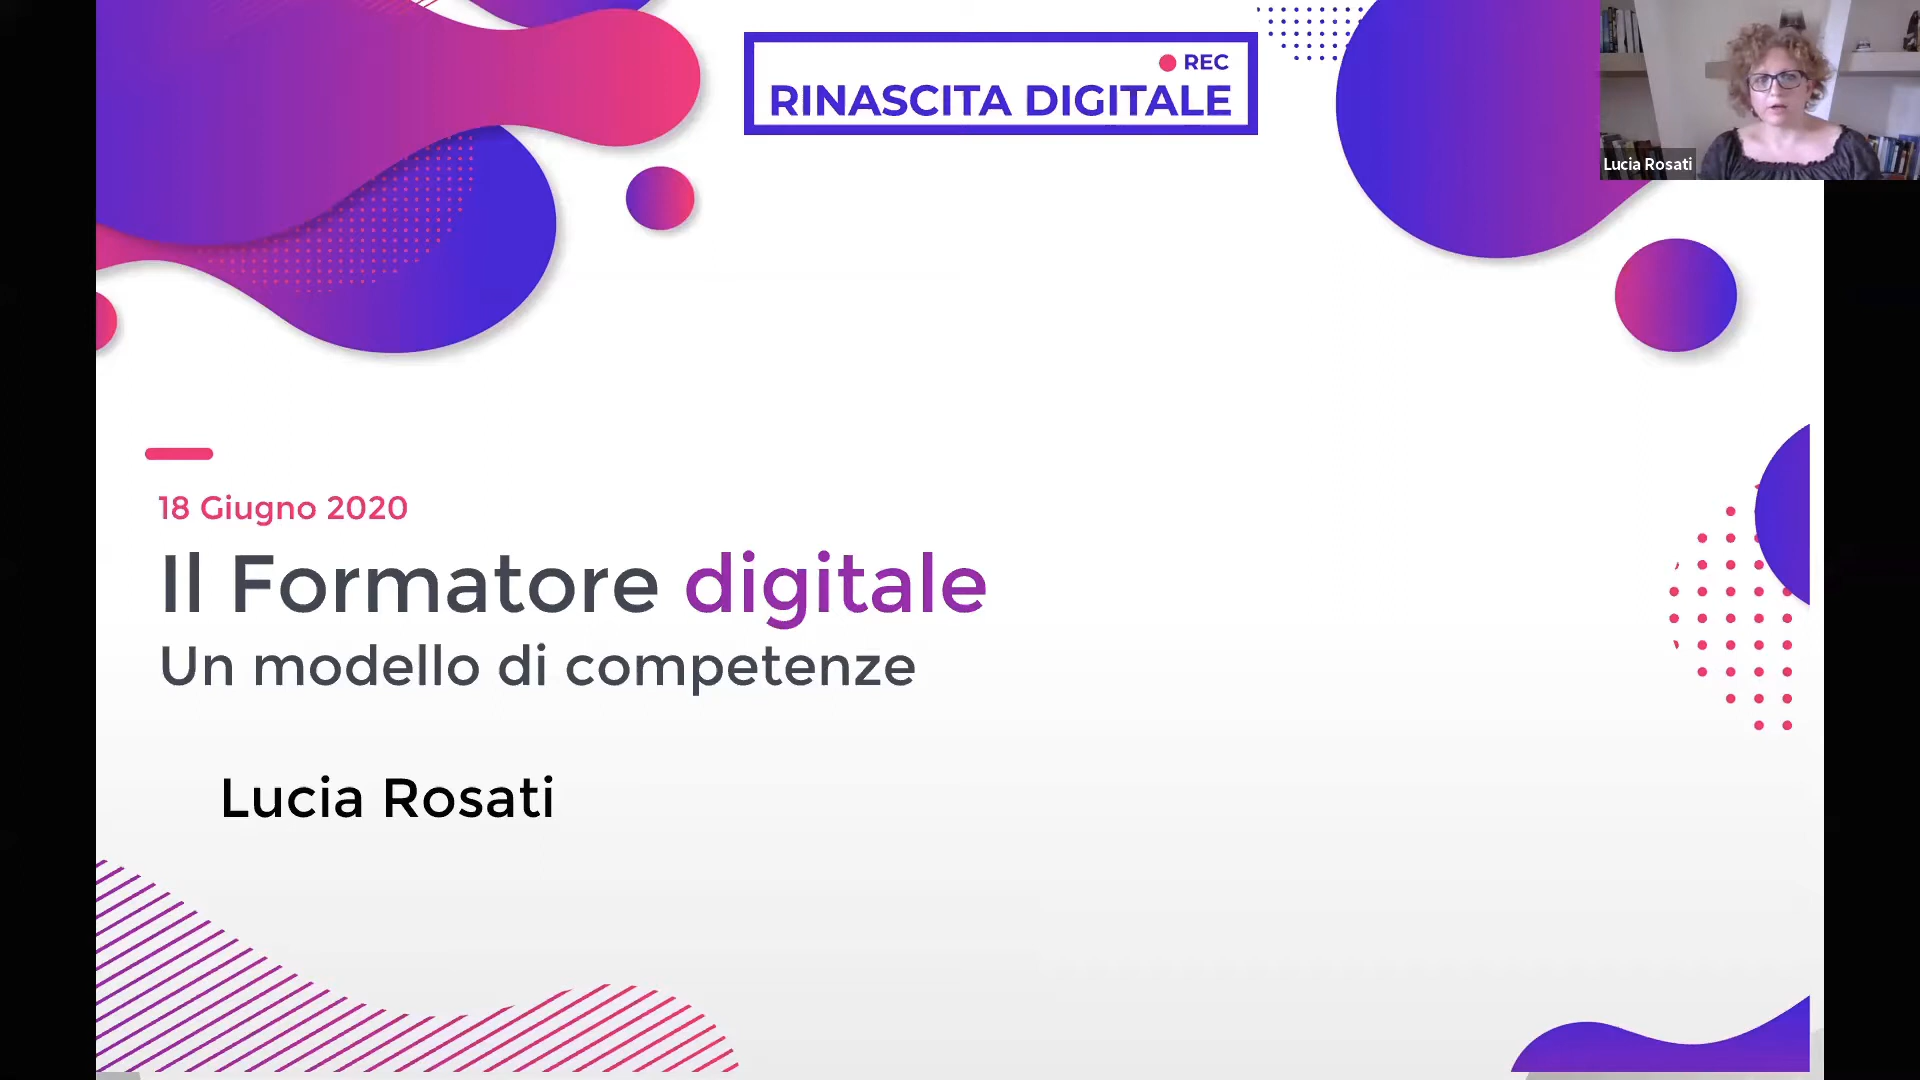 REC
RINASCITA DIGITALE
Lucia Rosati
18 Giugno 2020
Il Formatore digitale
Un modello di competenze
Lucia Rosati